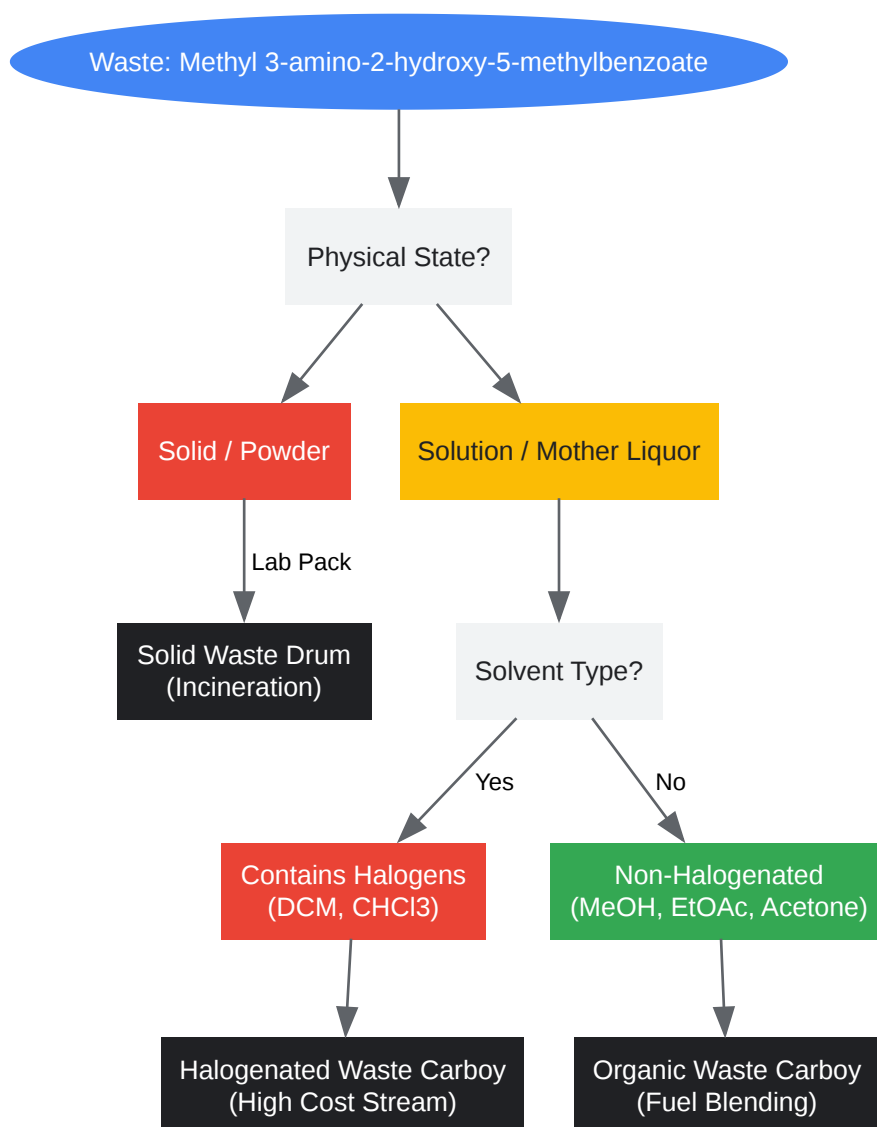 Waste: Methyl 3-amino-2-hydroxy-5-methylbenzoate
Physical State?
Solid / Powder
Solution / Mother Liquor
Lab Pack
Solid Waste Drum
(Incineration)
Solvent Type?
Yes
No
Contains Halogens
(DCM, CHCl3)
Non-Halogenated
(MeOH, EtOAc, Acetone)
Halogenated Waste Carboy
(High Cost Stream)
Organic Waste Carboy
(Fuel Blending)